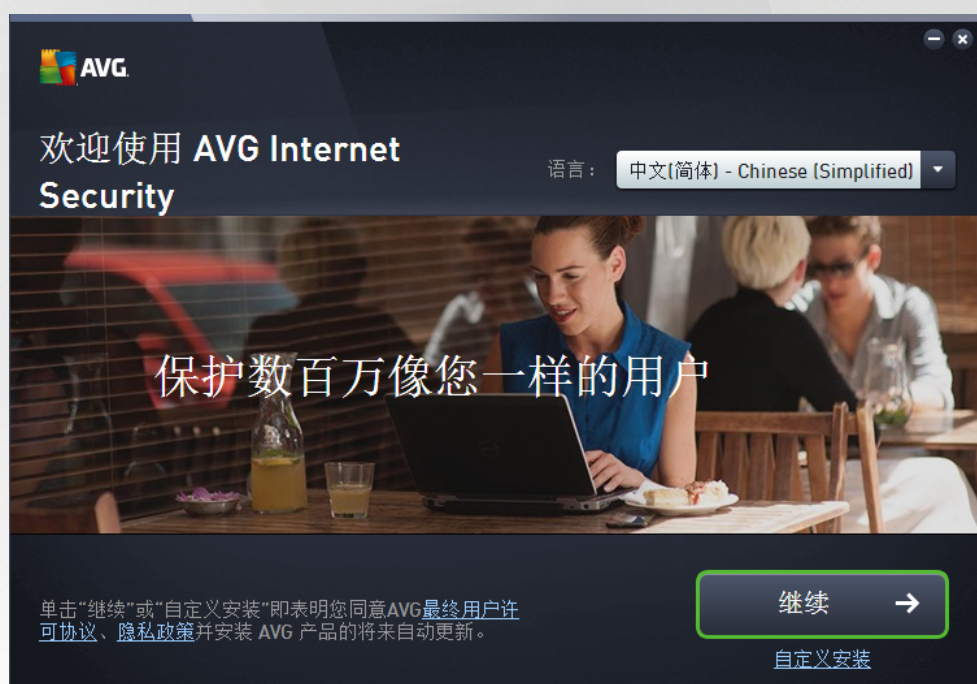 AVG.
欢迎使用 AVG Internet
Security
语言：
中文(简体) - Chinese (Simplified)
保护数百万像您一样的用户
单击“继续”或“自定义安装”即表明您同意AVG最终用户许
可协议、隐私政策并安装 AVG 产品的将来自动更新。
继续
自定义安装